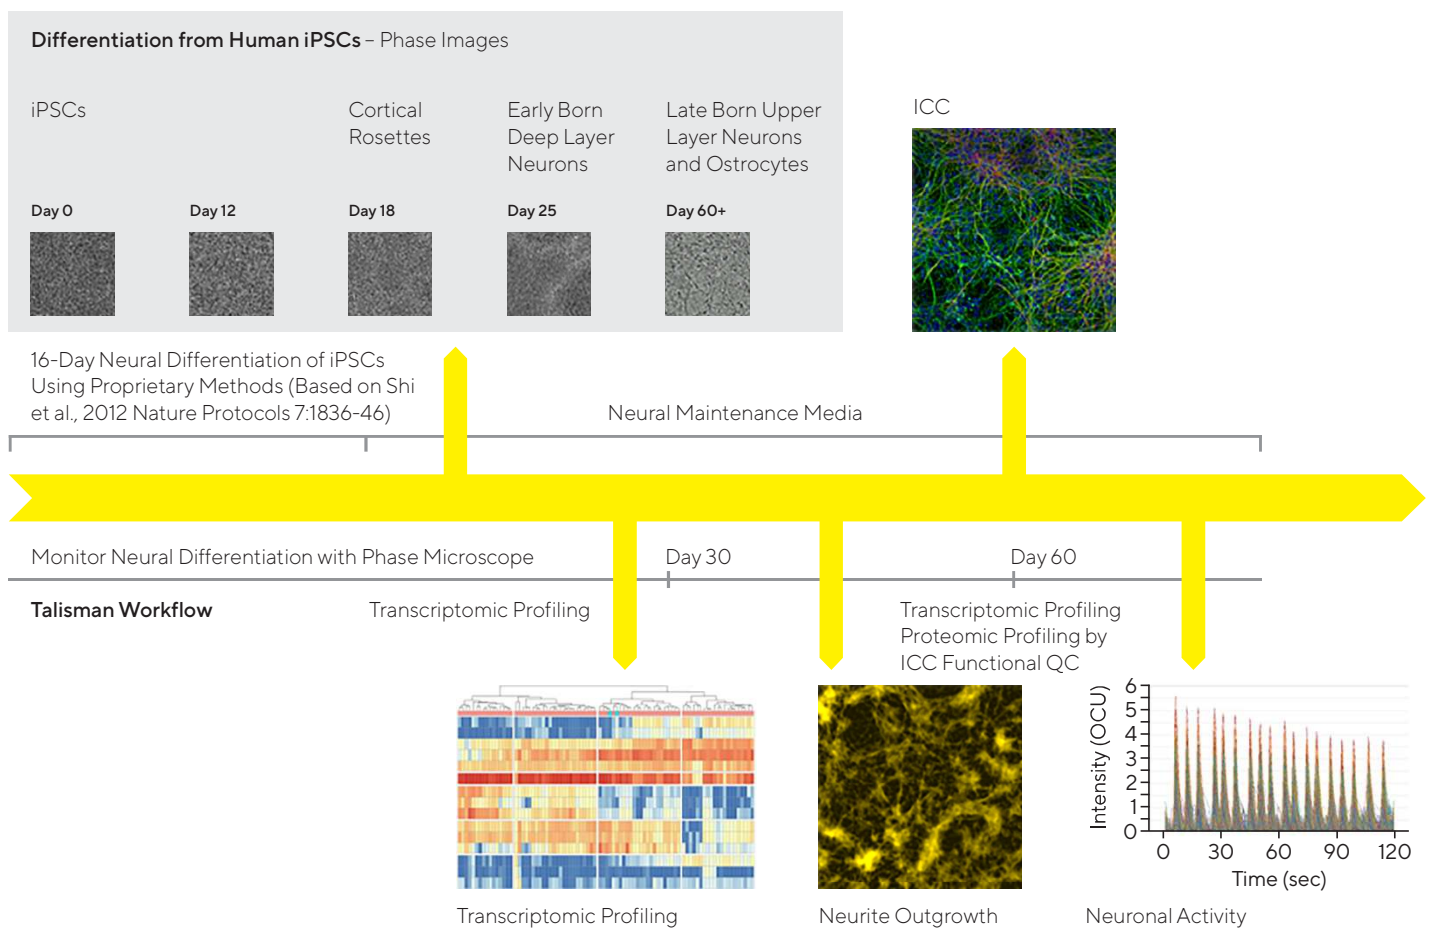 Differentiation from Human iPSCs – Phase Images
iPSCs
Cortical
Rosettes
Early Born
Deep Layer
Neurons
Late Born Upper
Layer Neurons
and Ostrocytes
ICC
Day 0
Day 12
Day 18
Day 25
Day 60+
16-Day Neural Differentiation of iPSCs
Using Proprietary Methods (Based on Shi
et al., 2012 Nature Protocols 7:1836-46)
Neural Maintenance Media
Monitor Neural Differentiation with Phase Microscope
Day 30
Day 60
Talisman Workflow
Transcriptomic Profiling
Transcriptomic Profiling
Proteomic Profiling by
ICC Functional QC
Intensity (OCU)
6
5
4
3
2
1
0
0 30 60 90 120
Time (sec)
Transcriptomic Profiling
Neurite Outgrowth
Neuronal Activity